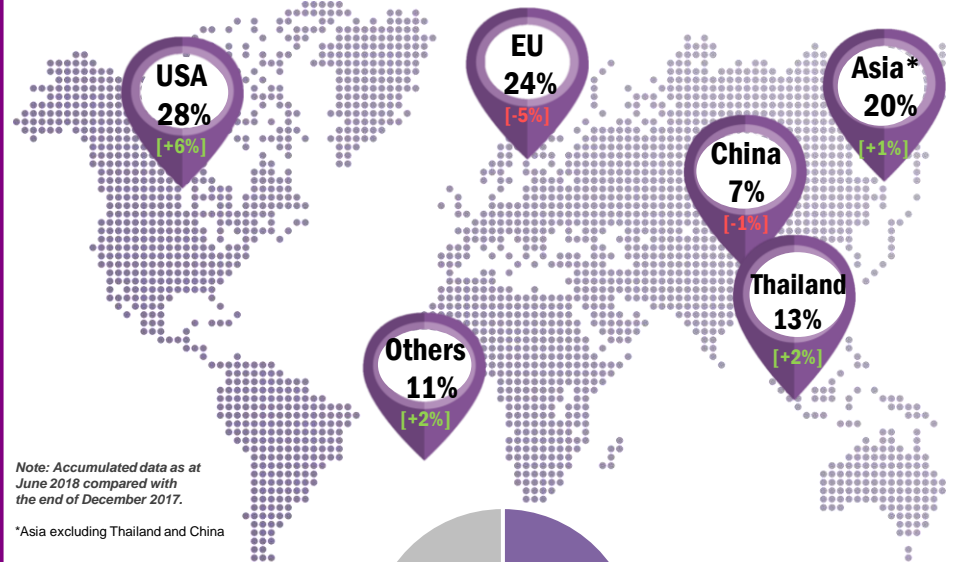 USA
28%
[+6%]
EU
24%
[-5%]
Asia*
20%
[+1%]
China
7%
[-1%]
Thailand
13%
[+2%]
Others
11%
[+2%]
Note: Accumulated data as at
June 2018 compared with
the end of December 2017.
*Asia excluding Thailand and China